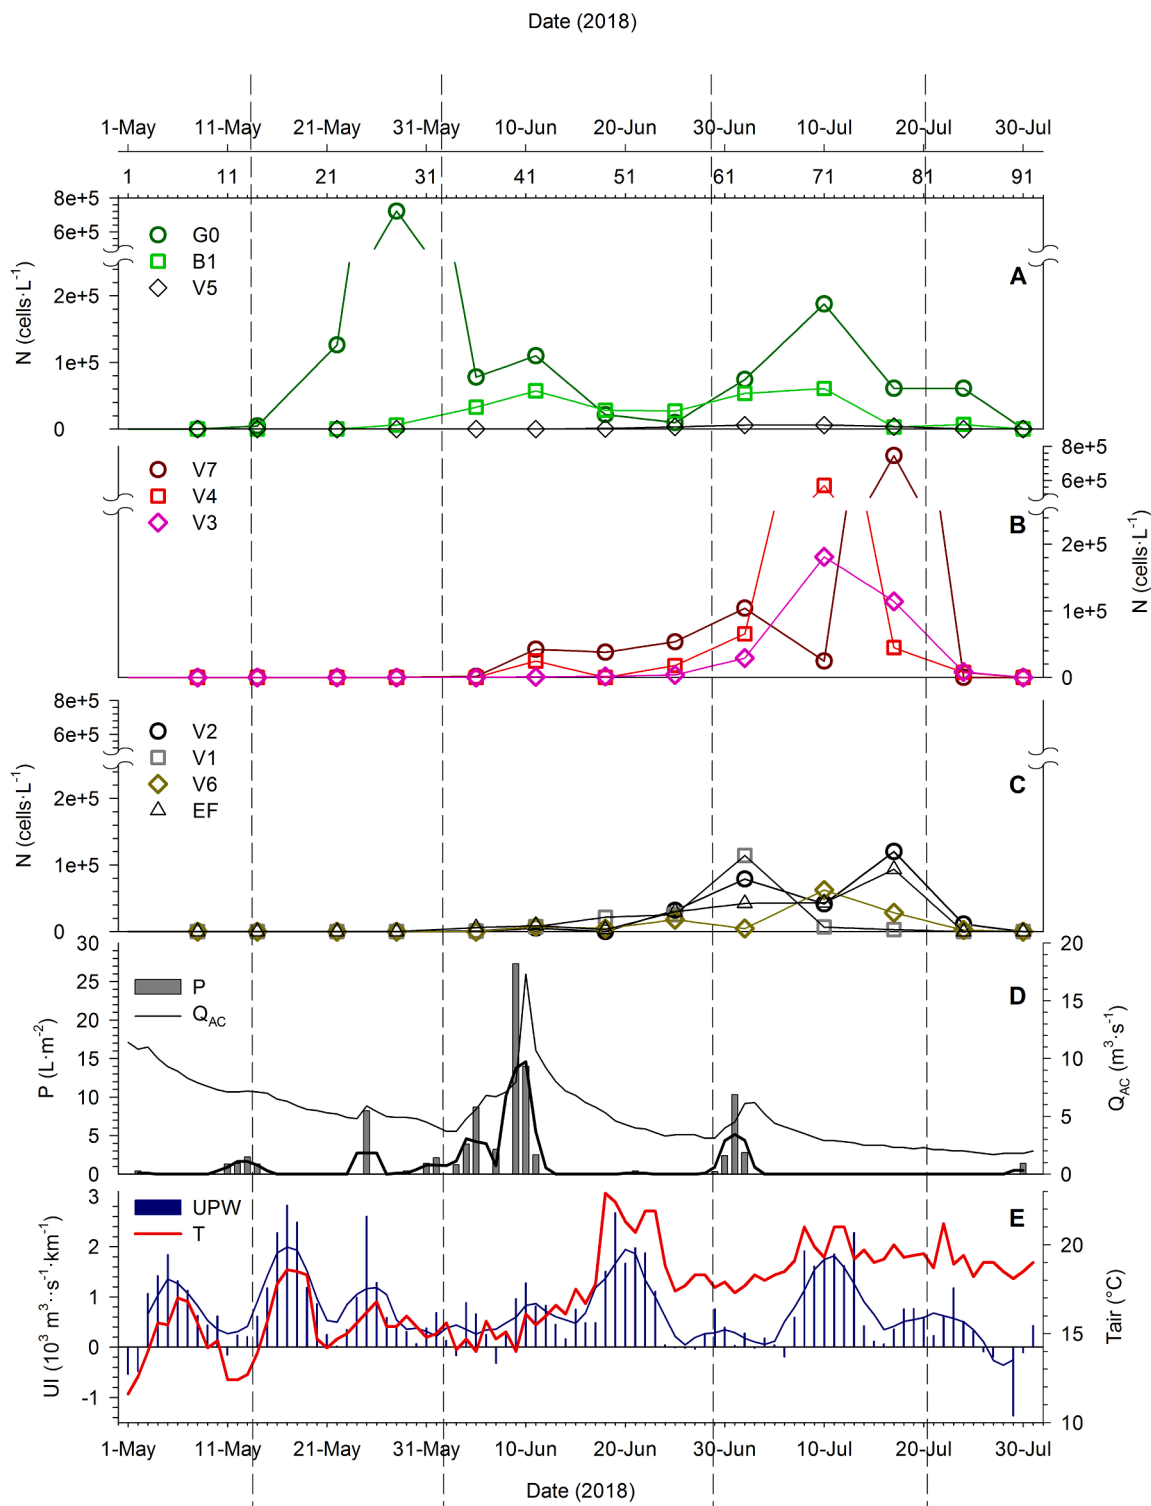 Date (2018)
1-May 11-May 21-May 31-May 10-Jun 20-Jun 30-Jun 10-Jul 20-Jul 30-Jul
1 11 21 31 41 51 61 71 81 91
8e+5
6e+5
2e+5
1e+5
0
N (cells·L⁻¹)
G0
B1
V5
A
V7
V4
V3
B
8e+5
6e+5
2e+5
1e+5
0
N (cells·L⁻¹)
8e+5
6e+5
2e+5
1e+5
0
N (cells·L⁻¹)
V2
V1
V6
EF
C
30
25
20
15
10
5
0
P (L·m⁻²)
P
Q_AC
D
20
15
10
5
0
Q_AC (m³·s⁻¹)
3
2
1
0
-1
UI (10³ m³··s⁻¹·km⁻¹)
UPW
T
E
20
15
10
Tair (°C)
1-May 11-May 21-May 31-May 10-Jun 20-Jun 30-Jun 10-Jul 20-Jul 30-Jul
Date (2018)